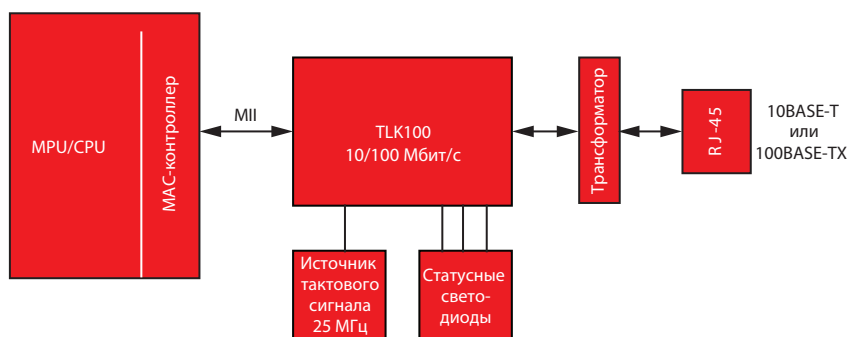 MPU/CPU
MAC-контроллер
MII
TLK100
10/100 Мбит/с
Трансформатор
RJ-45
10BASE-T
или
100BASE-TX
Источник
тактового
сигнала
25 МГц
Статусные
свето-
диоды